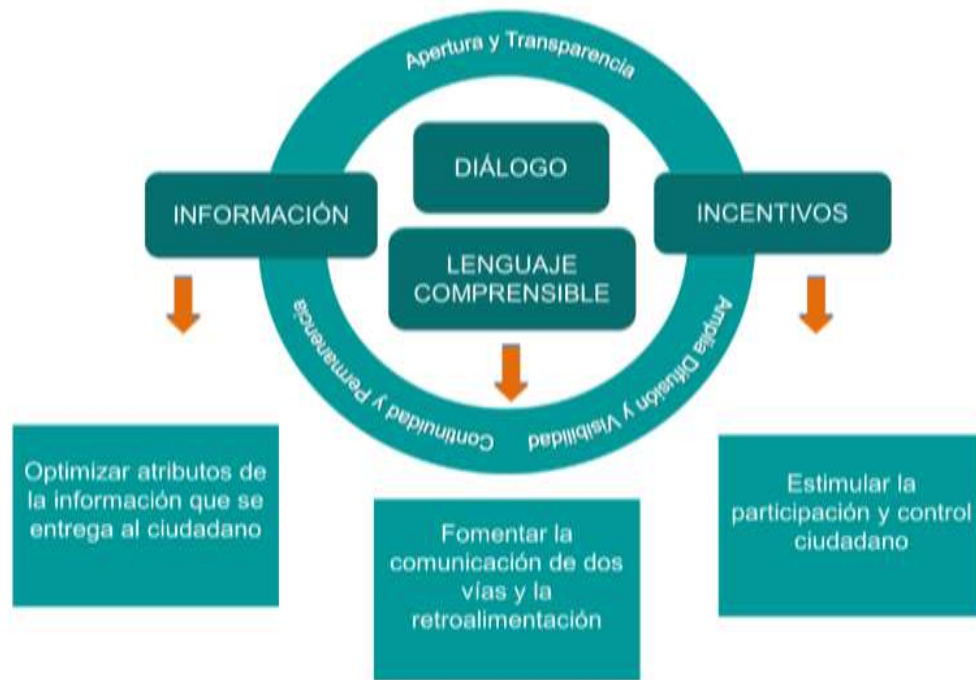 Apertura y Transparencia
DIÁLOGO
INFORMACIÓN
INCENTIVOS
LENGUAJE
COMPRENSIBLE
Continuidad y Permanencia
Amplia Difusión y Visibilidad
Optimizar atributos de
la información que se
entrega al ciudadano
Fomentar la
comunicación de dos
vías y la
retroalimentación
Estimular la
participación y control
ciudadano